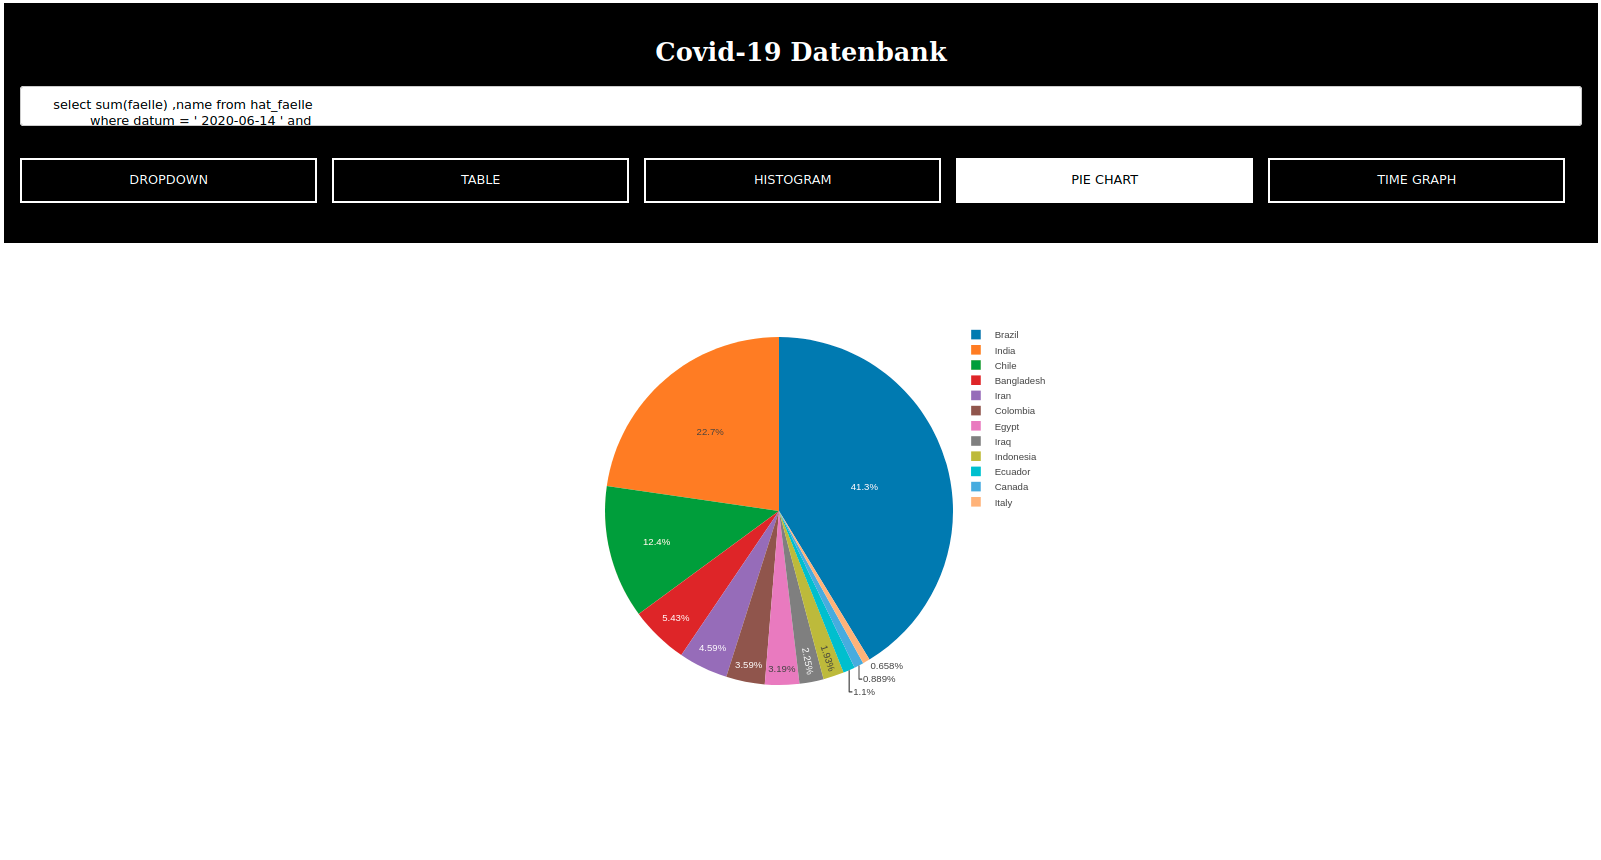 Covid-19 Datenbank
select sum(faelle) ,name from hat_faelle
where datum = ' 2020-06-14 ' and
DROPDOWN
TABLE
HISTOGRAM
PIE CHART
TIME GRAPH
Brazil
India
Chile
Bangladesh
Iran
Colombia
Egypt
Iraq
Indonesia
Ecuador
Canada
Italy
22.7%
41.3%
12.4%
5.43%
4.59%
3.59%
3.19%
2.25%
1.93%
0.658%
0.889%
1.1%